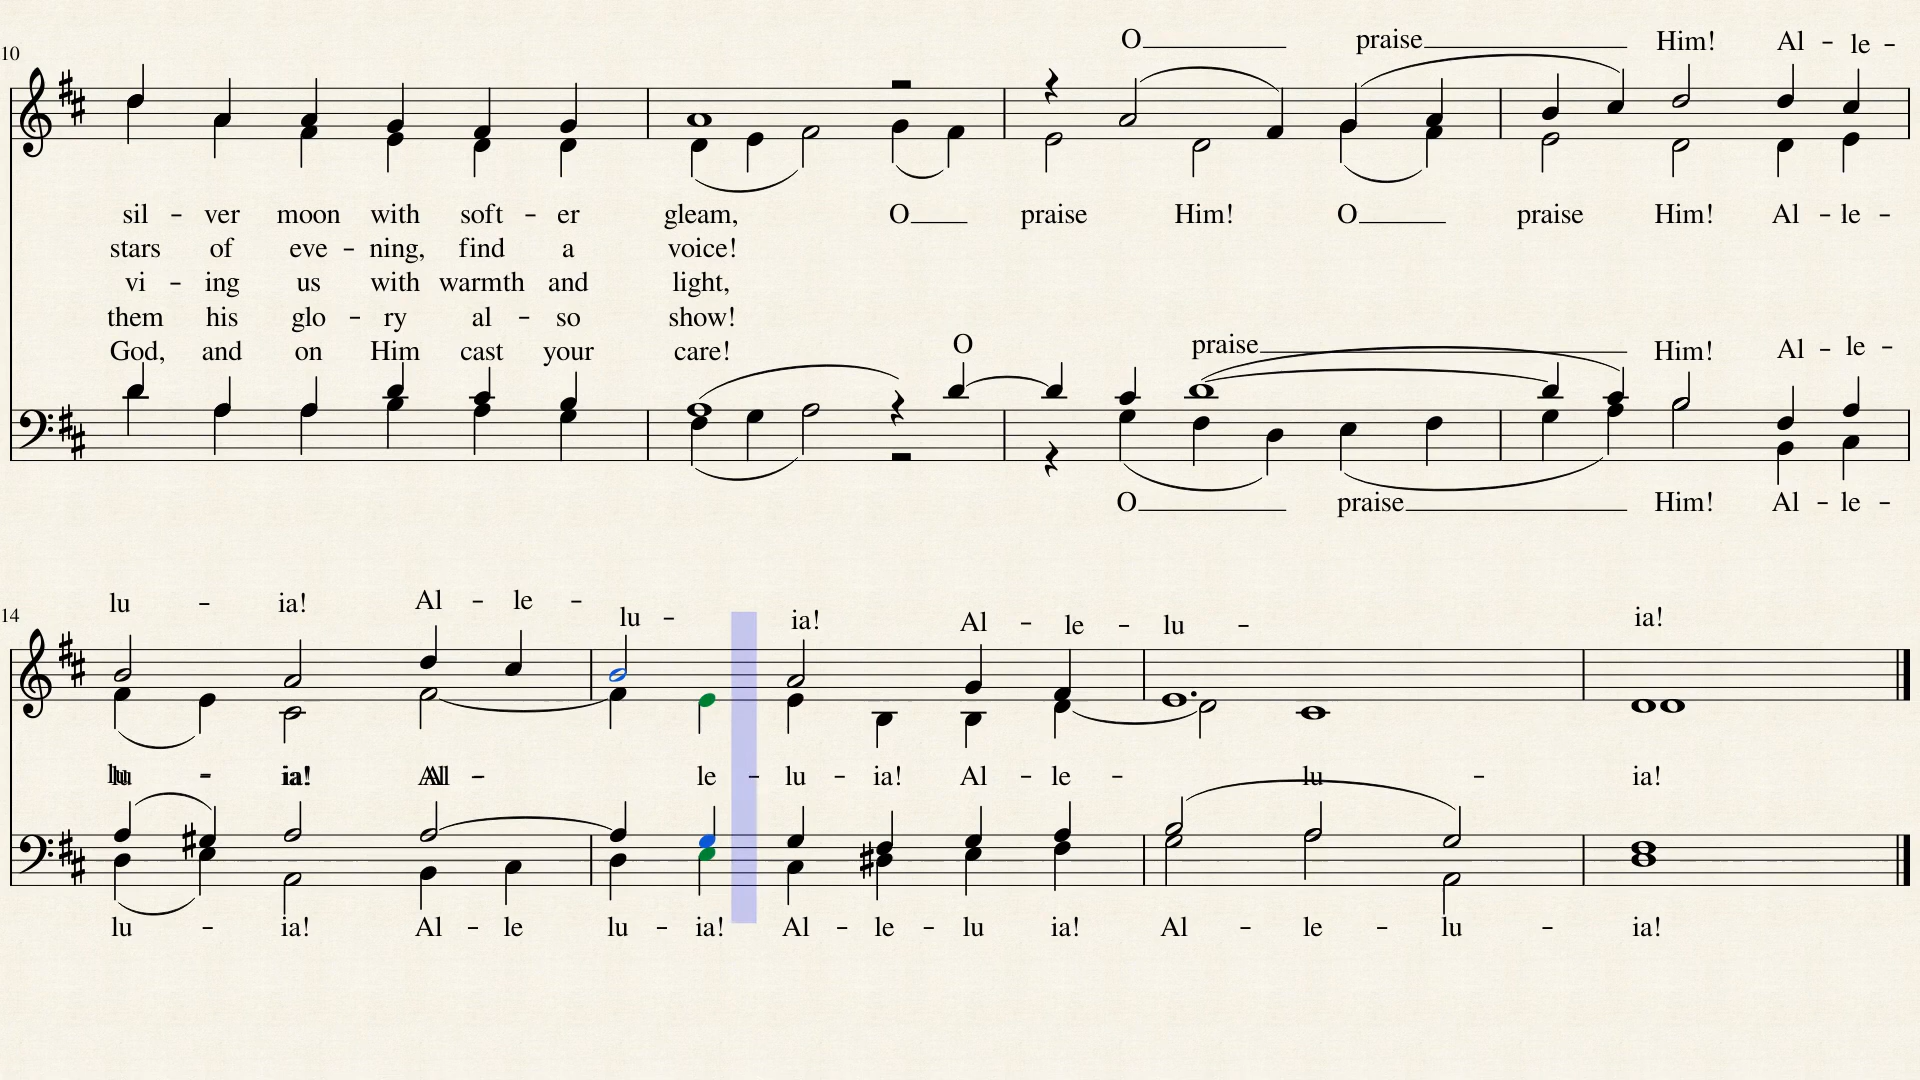 O praise Him! Al - le -
10
sil - ver moon with soft - er gleam, O praise Him! O praise Him! Al - le -
stars of eve - ning, find a voice!
vi - ing us with warmth and light,
them his glo - ry al - so show!
God, and on Him cast your care!
O praise Him! Al - le -
O praise Him! Al - le -
lu - ia! Al - le - lu - ia! Al - le - lu - ia!
14
lu - ia! Al - le - lu - ia! Al - le - lu - ia!
lu - ia! Al - le lu - ia! Al - le - lu ia! Al - le - lu - ia!